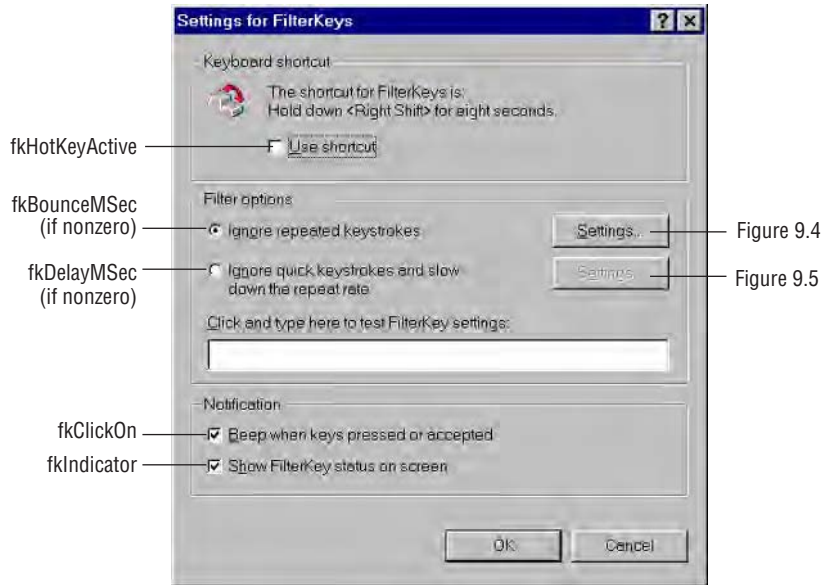 Settings for FilterKeys
Keyboard shortcut
The shortcut for FilterKeys is:
Hold down <Right Shift> for eight seconds.
fkHotKeyActive
Use shortcut
Filter options
fkBounceMSec
(if nonzero)
Ignore repeated keystrokes
Settings...
Figure 9.4
fkDelayMSec
(if nonzero)
Ignore quick keystrokes and slow
down the repeat rate
Settings...
Figure 9.5
Click and type here to test FilterKey settings:
Notification
fkClickOn
Beep when keys pressed or accepted
fkIndicator
Show FilterKey status on screen
OK
Cancel